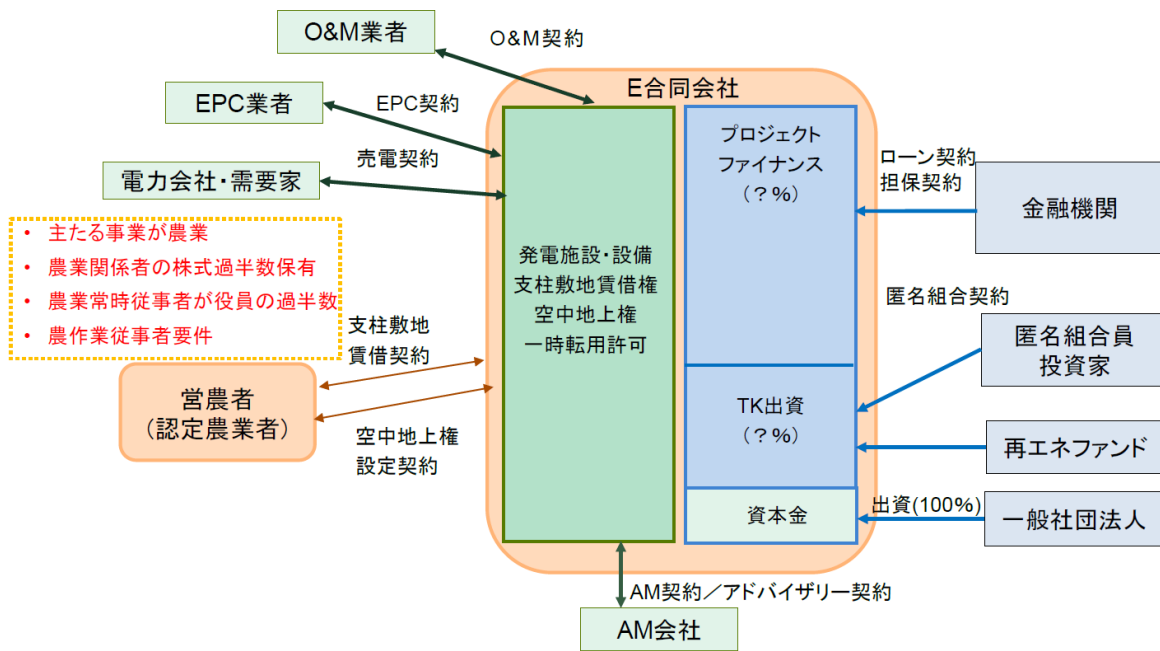 O&M業者
O&M契約
E合同会社
EPC業者
EPC契約
プロジェクト
ファイナンス
(?%)
売電契約
電力会社・需要家
ローン契約
担保契約
金融機関
• 主たる事業が農業
• 農業関係者の株式過半数保有
• 農業常時従事者が役員の過半数
• 農作業従事者要件
発電施設・設備
支柱敷地賃借権
空中地上権
一時転用許可
匿名組合契約
匿名組合員
投資家
支柱敷地
賃借契約
営農者
(認定農業者)
空中地上権
設定契約
TK出資
(?%)
再エネファンド
資本金
出資(100%)
一般社団法人
AM契約/アドバイザリー契約
AM会社